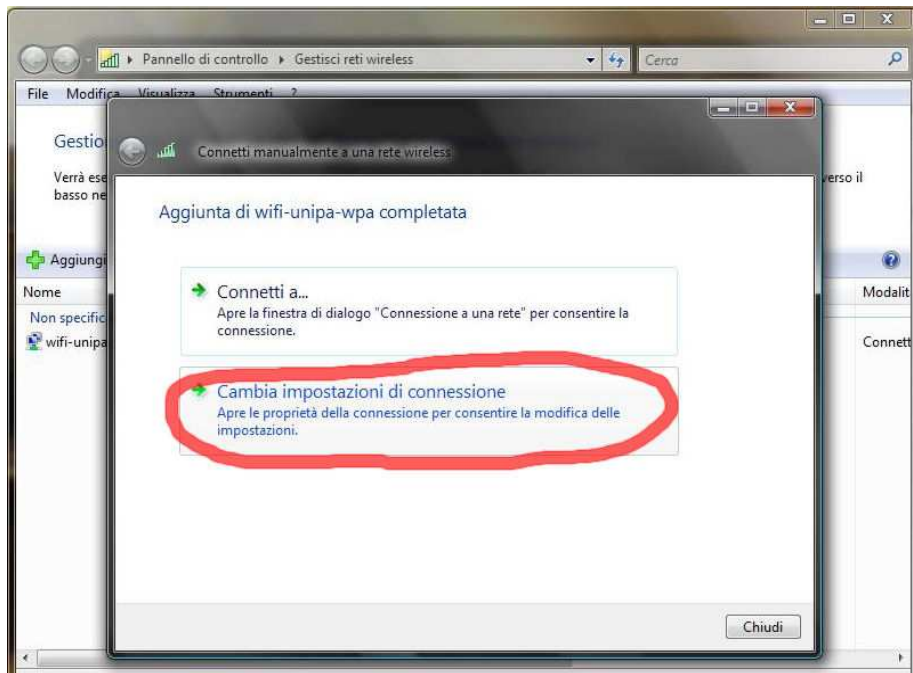 Pannello di controllo Gestisci reti wireless
Cerca
File Modifica Visualizza Strumenti ?
Connetti manualmente a una rete wireless
Verrà
verso il
basso
Aggiunta di wifi-unipa-wpa completata
Aggiungi
Nome
Modalit
Connetti a...
Apre la finestra di dialogo "Connessione a una rete" per consentire la
connessione.
Non specific
wifi-unipa
Connett
Cambia impostazioni di connessione
Apre le proprietà della connessione per consentire la modifica delle
impostazioni.
Chiudi